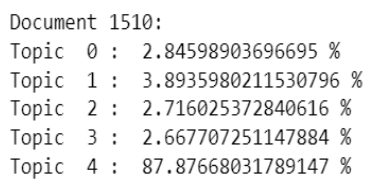 Document 1510:
Topic  0 :  2.84598903696695 %
Topic  1 :  3.8935980211530796 %
Topic  2 :  2.716025372840616 %
Topic  3 :  2.667707251147884 %
Topic  4 :  87.87668031789147 %